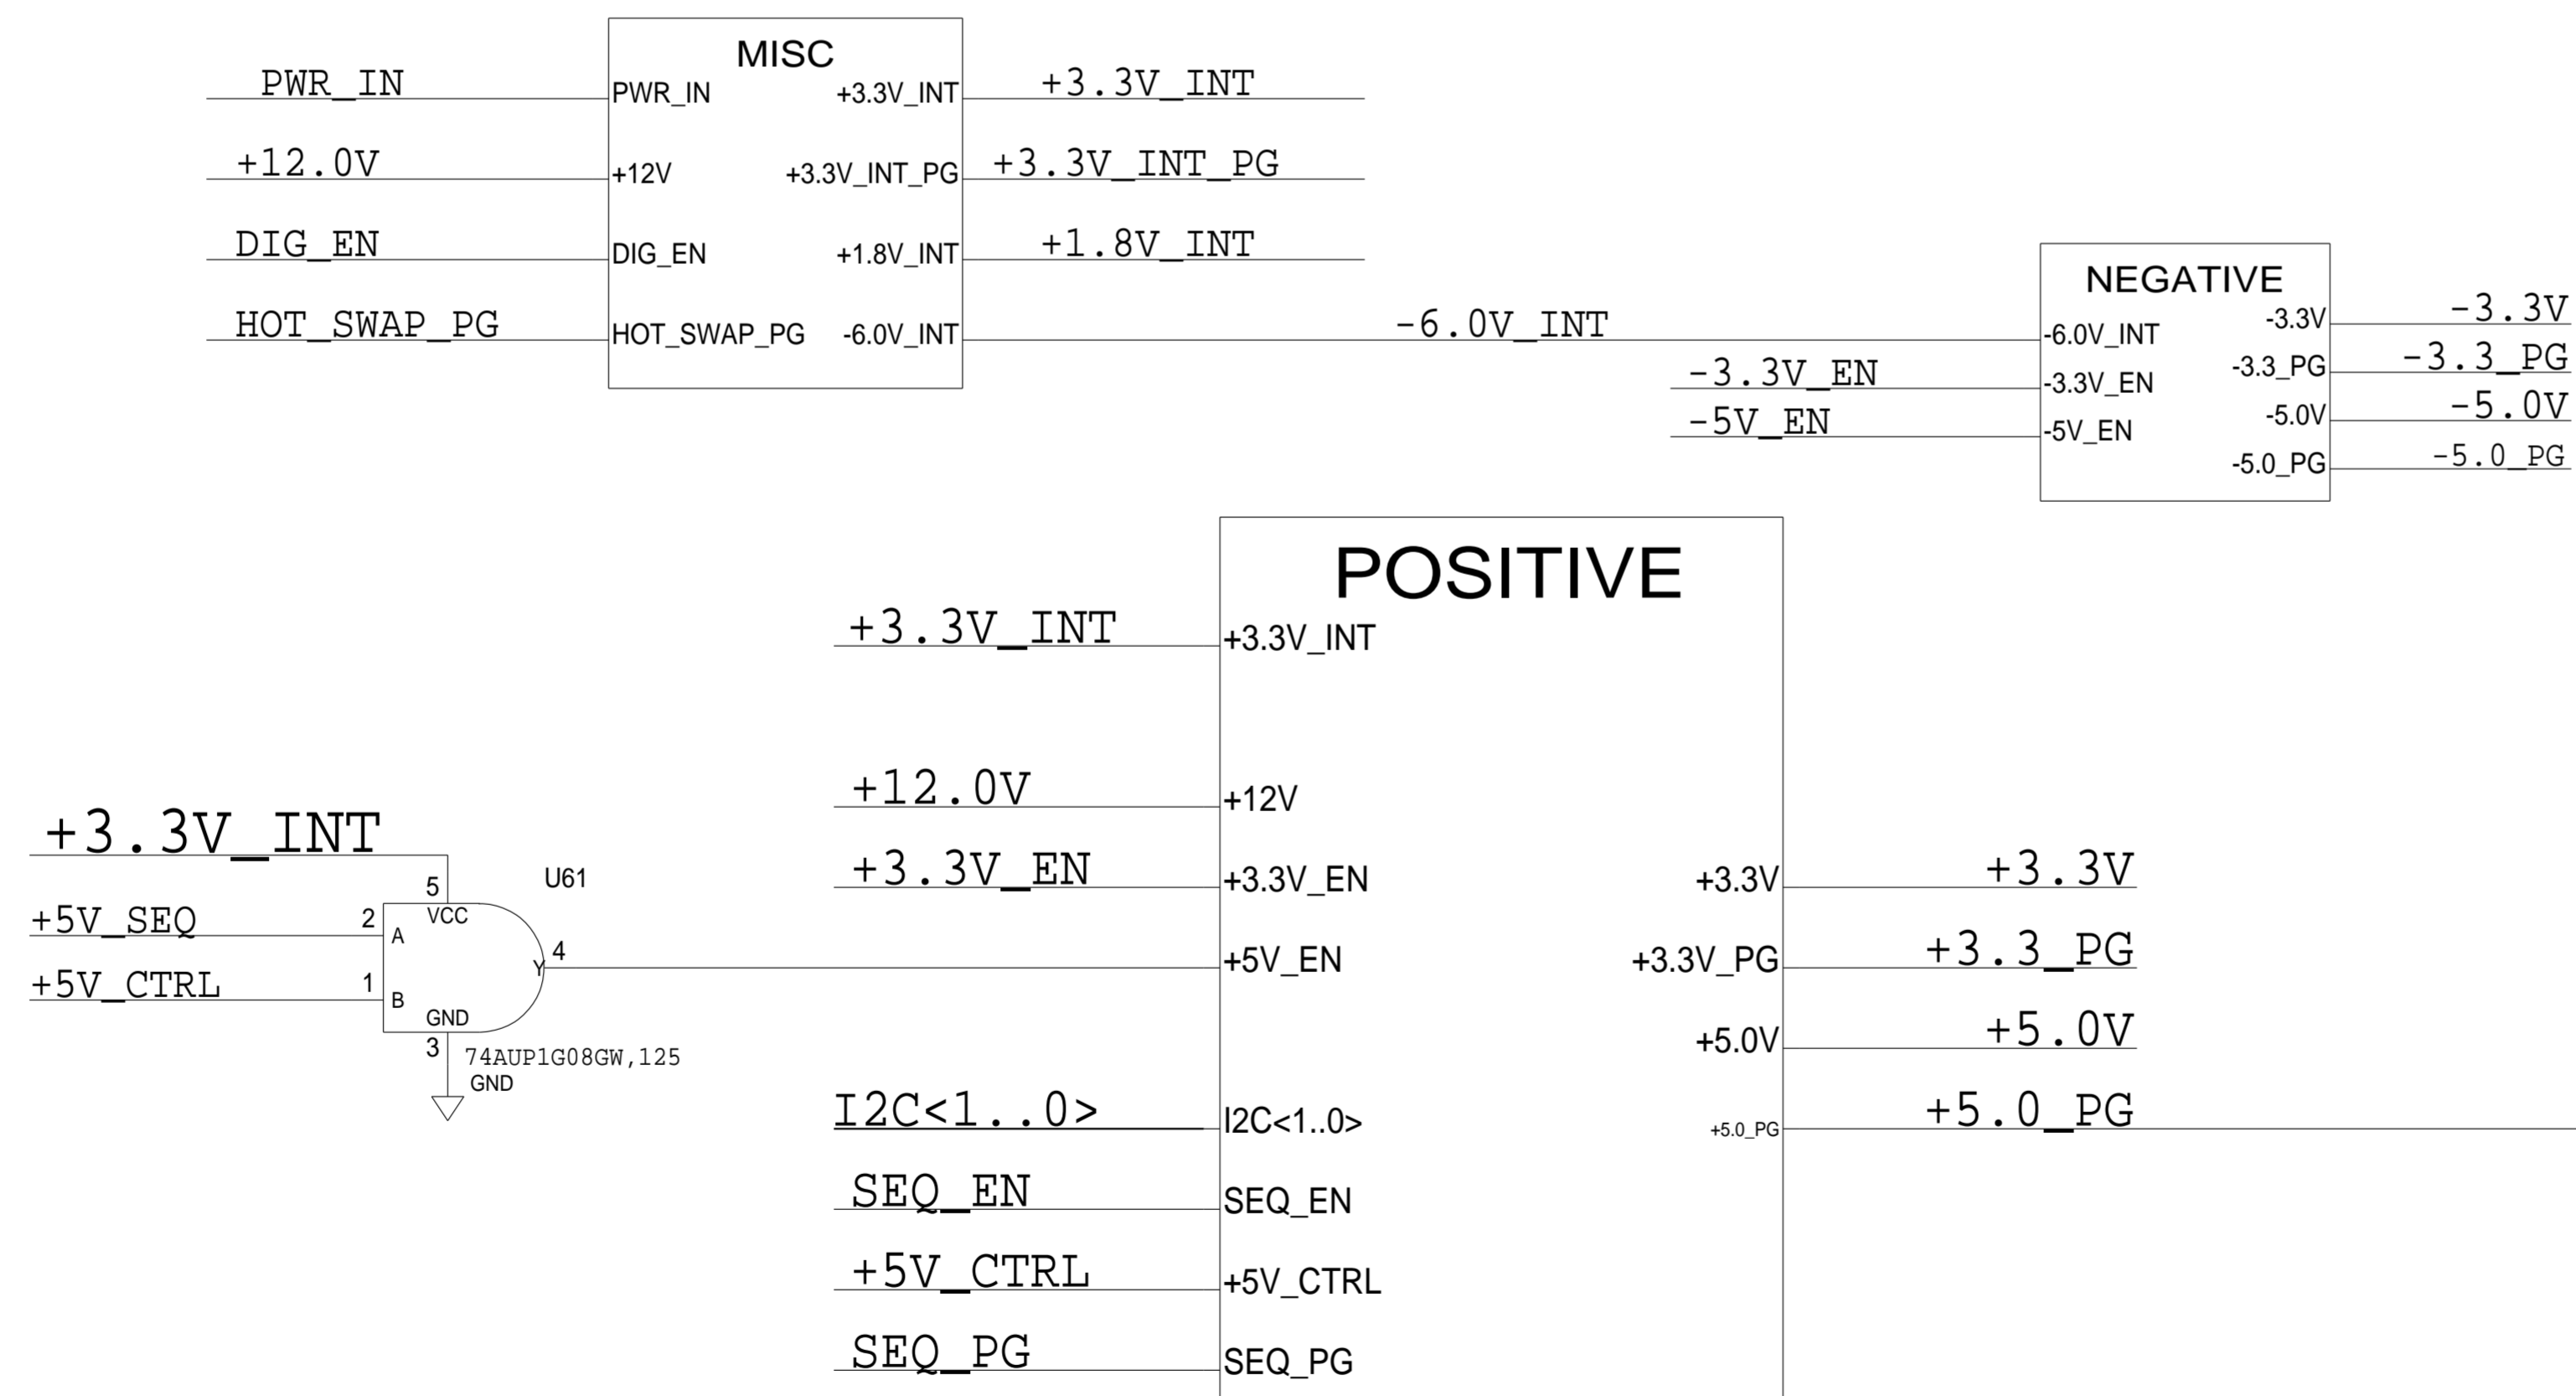 MISC
PWR_IN
PWR_IN
+3.3V_INT
+3.3V_INT
+12.0V
+12V
+3.3V_INT_PG
+3.3V_INT_PG
DIG_EN
DIG_EN
+1.8V_INT
+1.8V_INT
HOT_SWAP_PG
HOT_SWAP_PG
-6.0V_INT
-6.0V_INT
NEGATIVE
-6.0V_INT
-3.3V
-3.3V
-3.3V_EN
-3.3V_EN
-3.3_PG
-3.3_PG
-5V_EN
-5V_EN
-5.0V
-5.0V
-5.0_PG
-5.0_PG
POSITIVE
+3.3V_INT
+3.3V_INT
+12.0V
+12V
+3.3V_INT
5
VCC
U61
+5V_SEQ
2
A
+5V_CTRL
1
B
Y
4
GND
3
74AUP1G08GW,125
GND
+3.3V_EN
+3.3V_EN
+3.3V
+3.3V
+5V_EN
+3.3V_PG
+3.3_PG
+5.0V
+5.0V
I2C<1..0>
I2C<1..0>
+5.0_PG
+5.0_PG
SEQ_EN
SEQ_EN
+5V_CTRL
+5V_CTRL
SEQ_PG
SEQ_PG